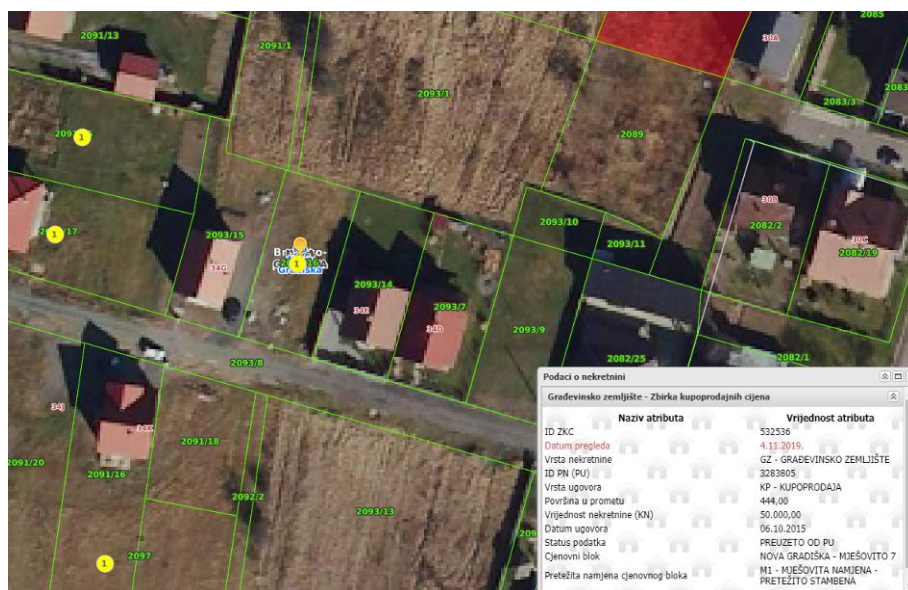 2091/13
2091/1
2093/1
30A
2085
2083/3
2083
2089
2093/15
34G
2093/10
2093/11
30B
2082/2
30C
2082/19
2093/14
34E
2093/7
34D
2093/9
2082/25
2082/1
2093/8
34J
34K
2091/18
2091/20
2091/16
2092/2
2093/13
2097
1
1
1
1
Podaci o nekretnini
Građevinsko zemljište - Zbirka kupoprodajnih cijena
Naziv atributa Vrijednost atributa
ID ZKC 532536
Datum pregleda 4.11.2019.
Vrsta nekretnine GZ - GRAĐEVINSKO ZEMLJIŠTE
ID PN (PU) 3283805
Vrsta ugovora KP - KUPOPRODAJA
Površina u prometu 444,00
Vrijednost nekretnine (KN) 50.000,00
Datum ugovora 06.10.2015
Status podatka PREUZETO OD PU
Cjenovni blok NOVA GRADIŠKA - MJEŠOVITO 7
Pretežita namjena cjenovnog bloka M1 - MJEŠOVITA NAMJENA - PRETEŽITO STAMBENA